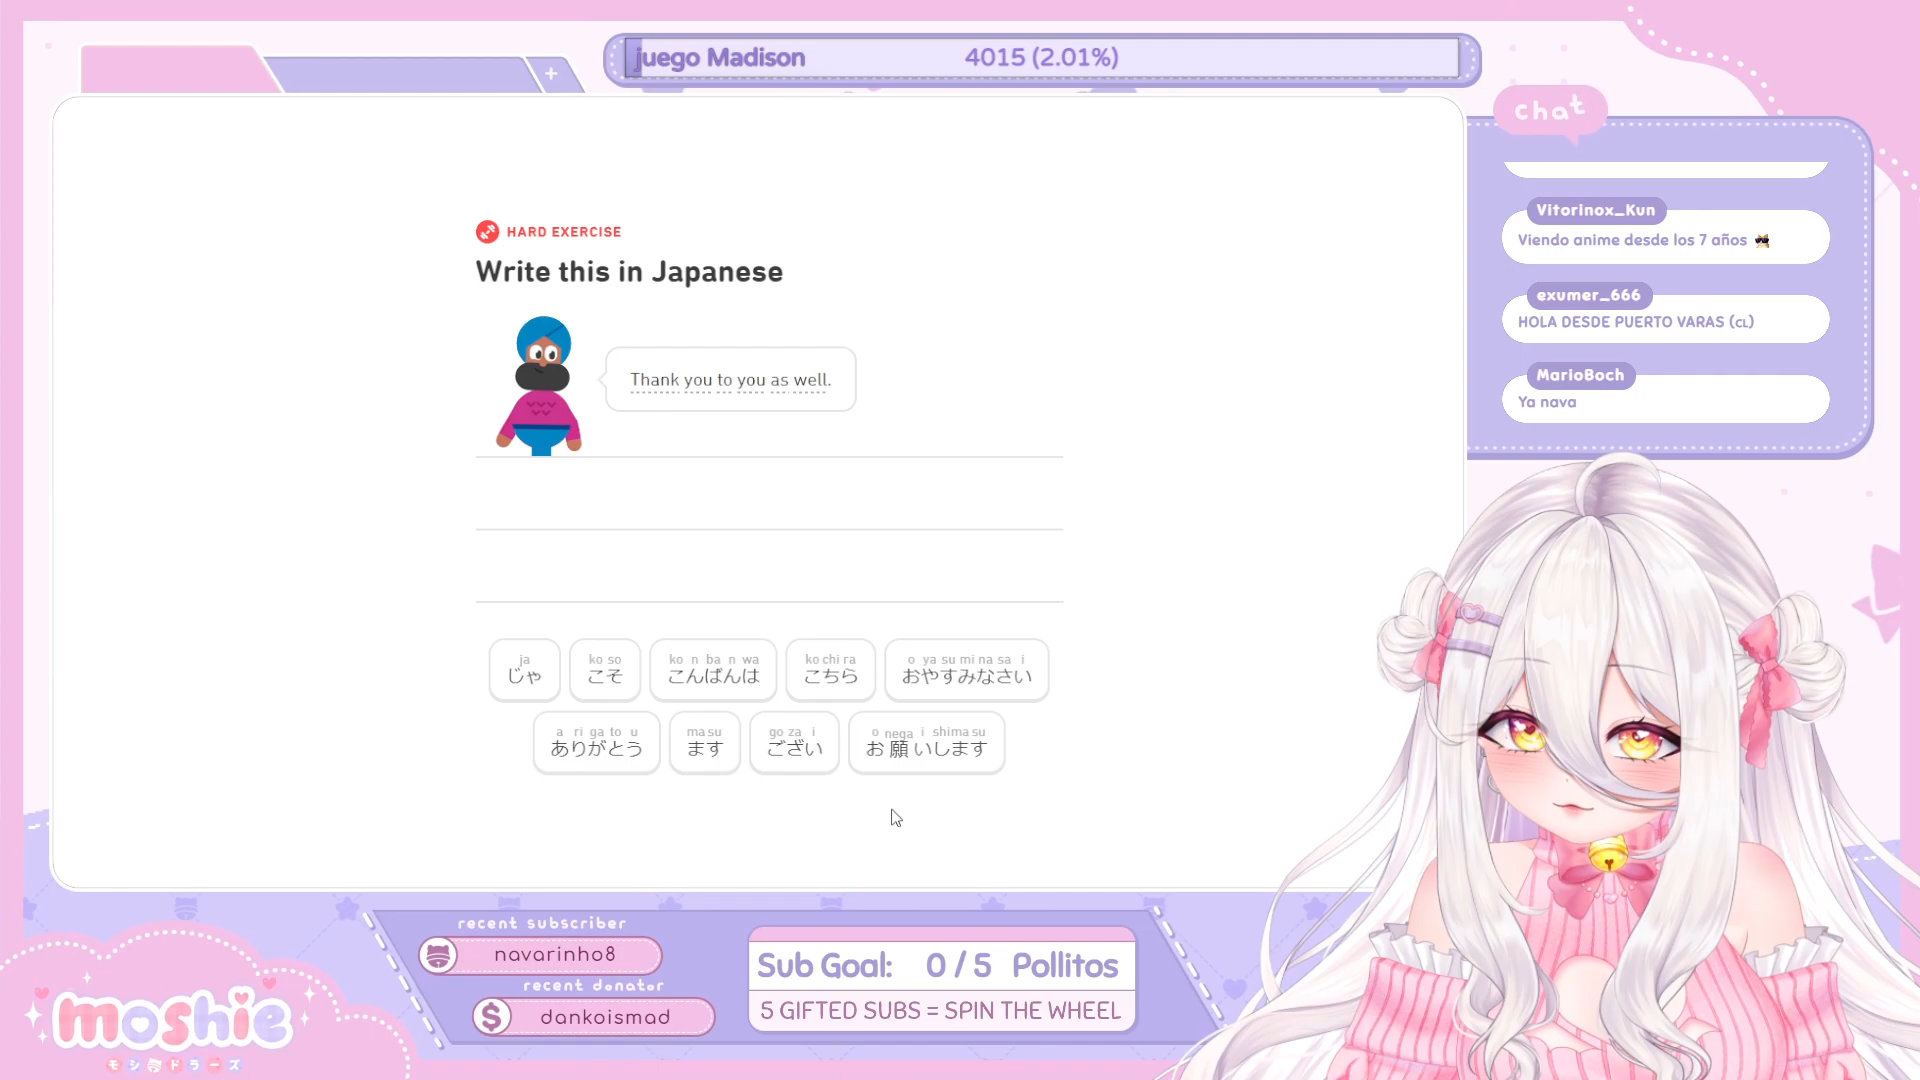 juego Madison 4015 (2.01%)
+
chat
Vitorinox_Kun
Viendo anime desde los 7 años
exumer_666
HOLA DESDE PUERTO VARAS (CL)
MarioBoch
Ya nava
HARD EXERCISE
Write this in Japanese
Thank you to you as well.
ja
じゃ
ko so
こそ
ko n ba n wa
こんばんは
ko chi ra
こちら
o ya su mi na sa i
おやすみなさい
a ri ga to u
ありがとう
ma su
ます
go za i
ござい
o nega i shima su
お願いします
recent subscriber
navarinho8
recent donator
$ dankoismad
Sub Goal: 0 / 5 Pollitos
5 GIFTED SUBS = SPIN THE WHEEL
moshie